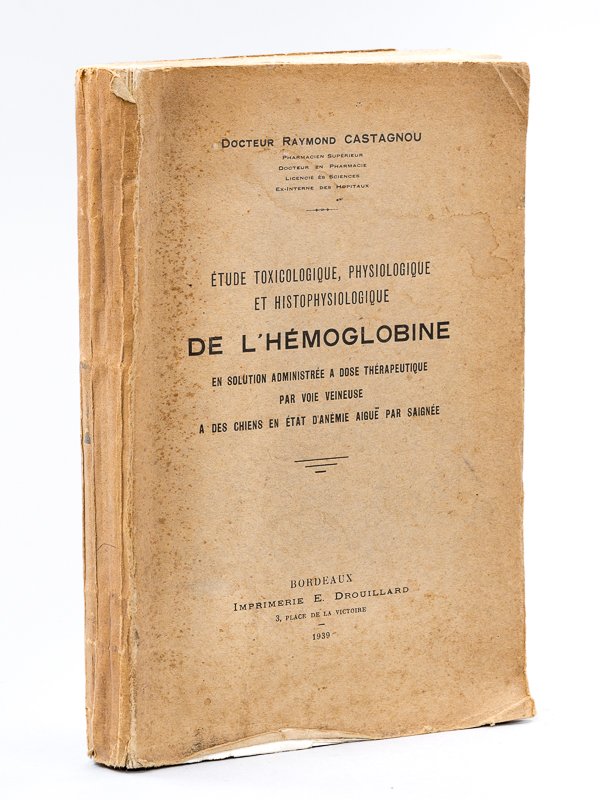 DOCTEUR RAYMOND CASTAGNOU
PHARMACIEN SUPÉRIEUR
DOCTEUR EN PHARMACIE
LICENCIÉ ÈS SCIENCES
EX-INTERNE DES HOPITAUX
ÉTUDE TOXICOLOGIQUE, PHYSIOLOGIQUE
ET HISTOPHYSIOLOGIQUE
DE L'HÉMOGLOBINE
EN SOLUTION ADMINISTRÉE A DOSE THÉRAPEUTIQUE
PAR VOIE VEINEUSE
A DES CHIENS EN ÉTAT D'ANÉMIE AIGUË PAR SAIGNÉE
BORDEAUX
IMPRIMERIE E. DROUILLARD
3, PLACE DE LA VICTOIRE
1939